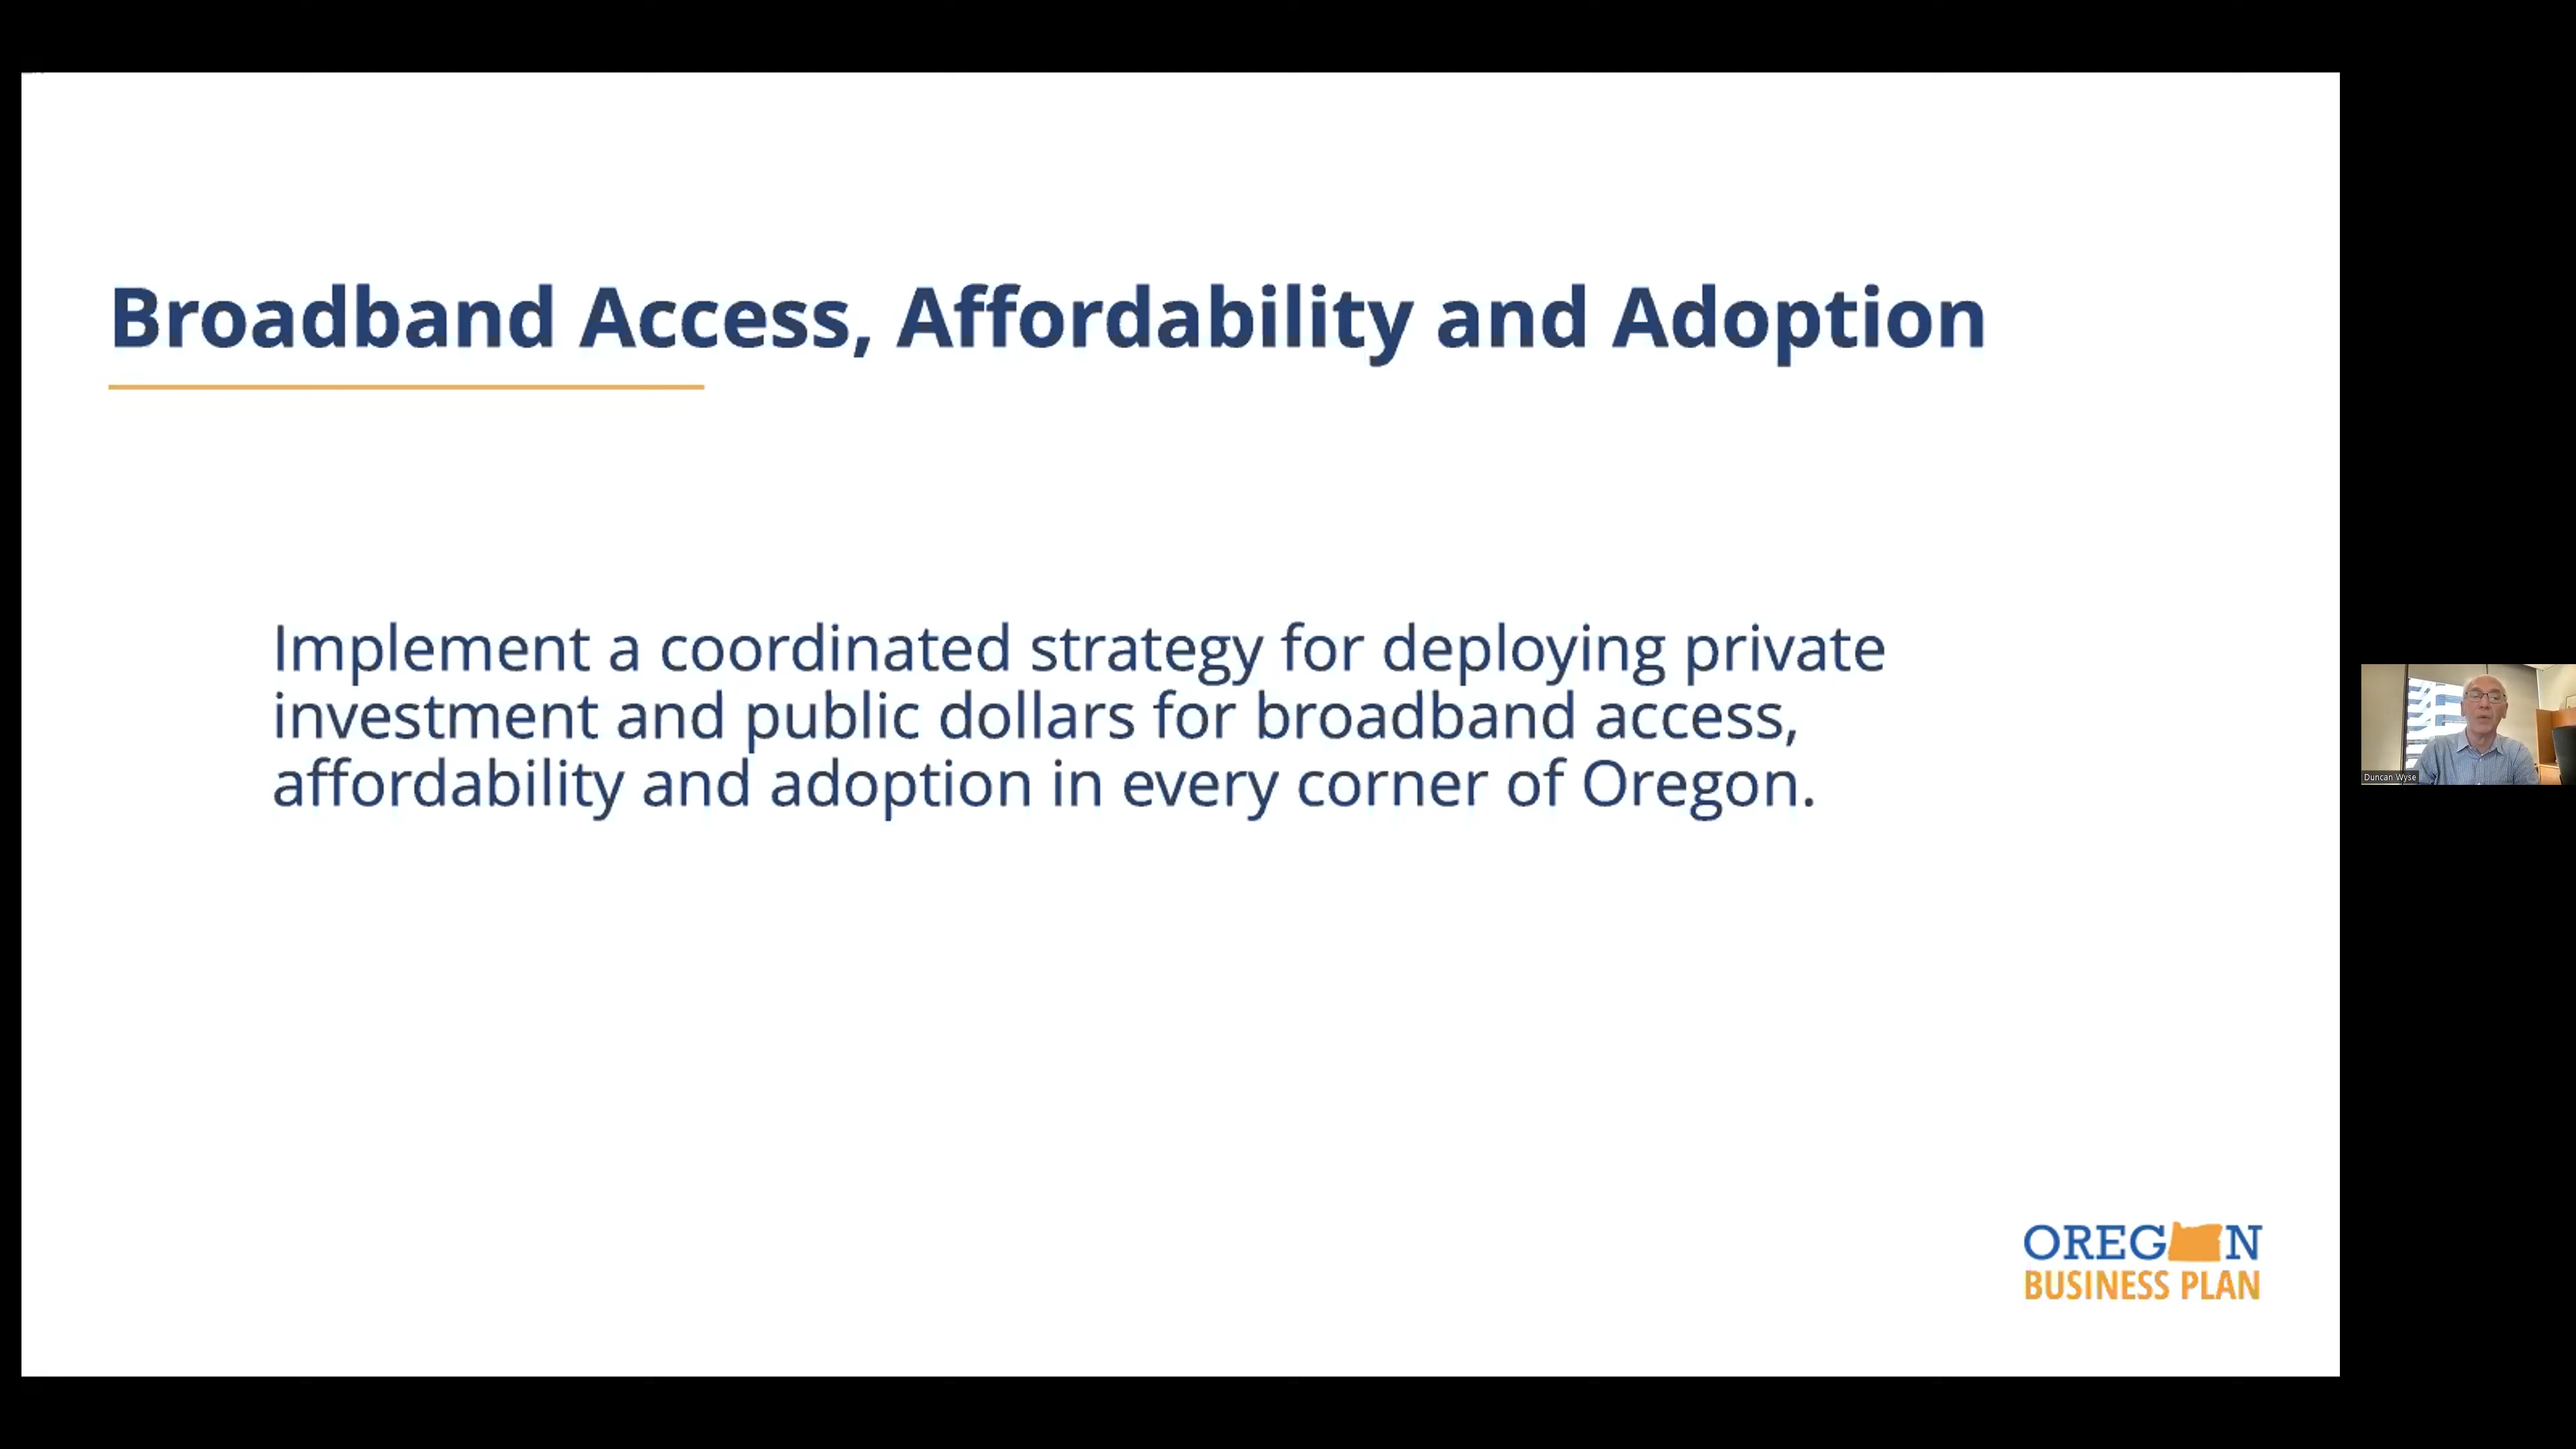 Broadband Access, Affordability and Adoption
Implement a coordinated strategy for deploying private
investment and public dollars for broadband access,
affordability and adoption in every corner of Oregon.
Duncan Wyse
OREGON
BUSINESS PLAN